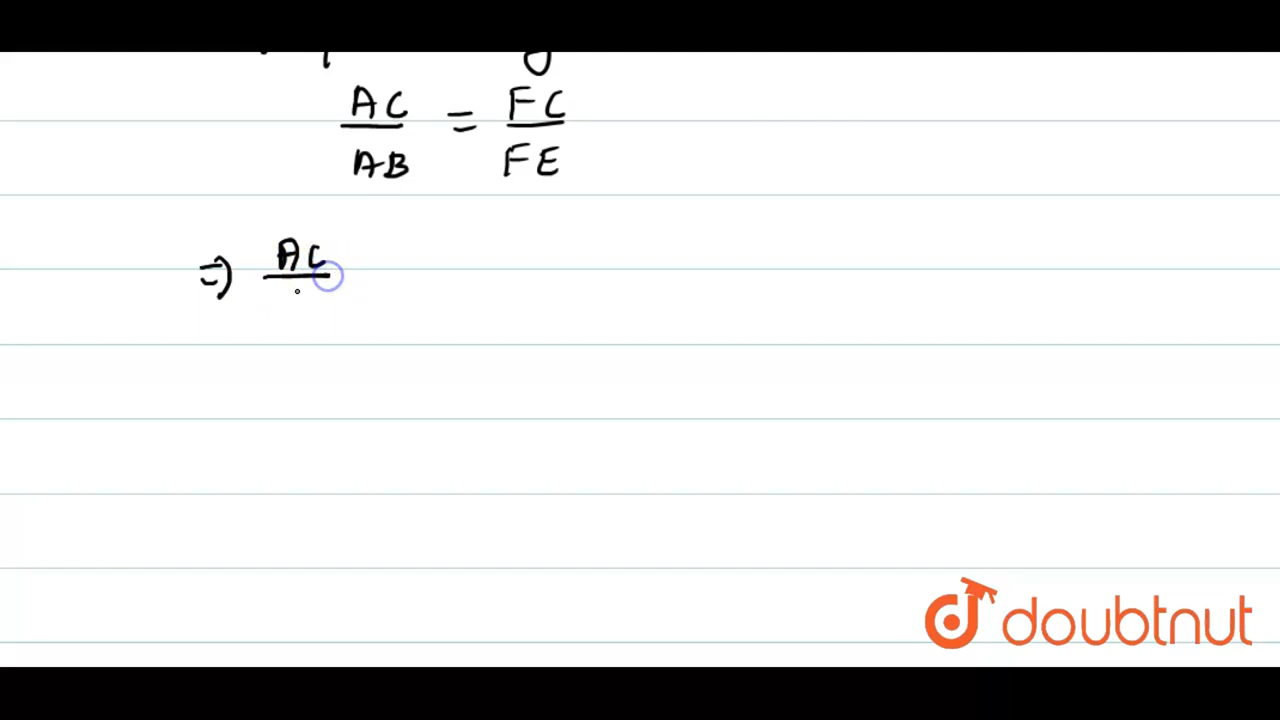 AC = FC
AB FE
=) AC
doubtnut